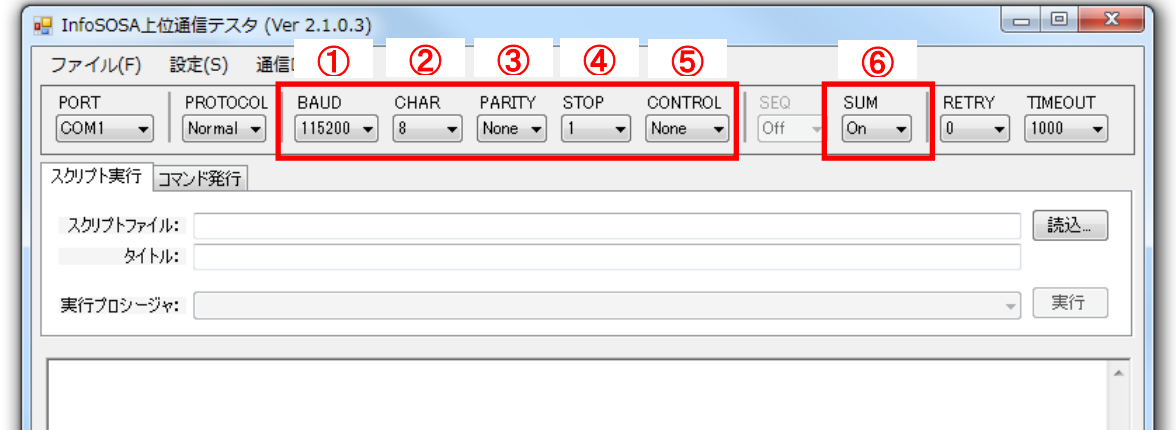 InfoSOSA上位通信テスタ (Ver 2.1.0.3)
① ② ③ ④ ⑤ ⑥
ファイル(F) 設定(S) 通信
PORT PROTOCOL BAUD CHAR PARITY STOP CONTROL SEQ SUM RETRY TIMEOUT
COM1 Normal 115200 8 None 1 None Off On 0 1000
スクリプト実行 コマンド発行
スクリプトファイル: 読込...
タイトル:
実行プロシージャ: 実行